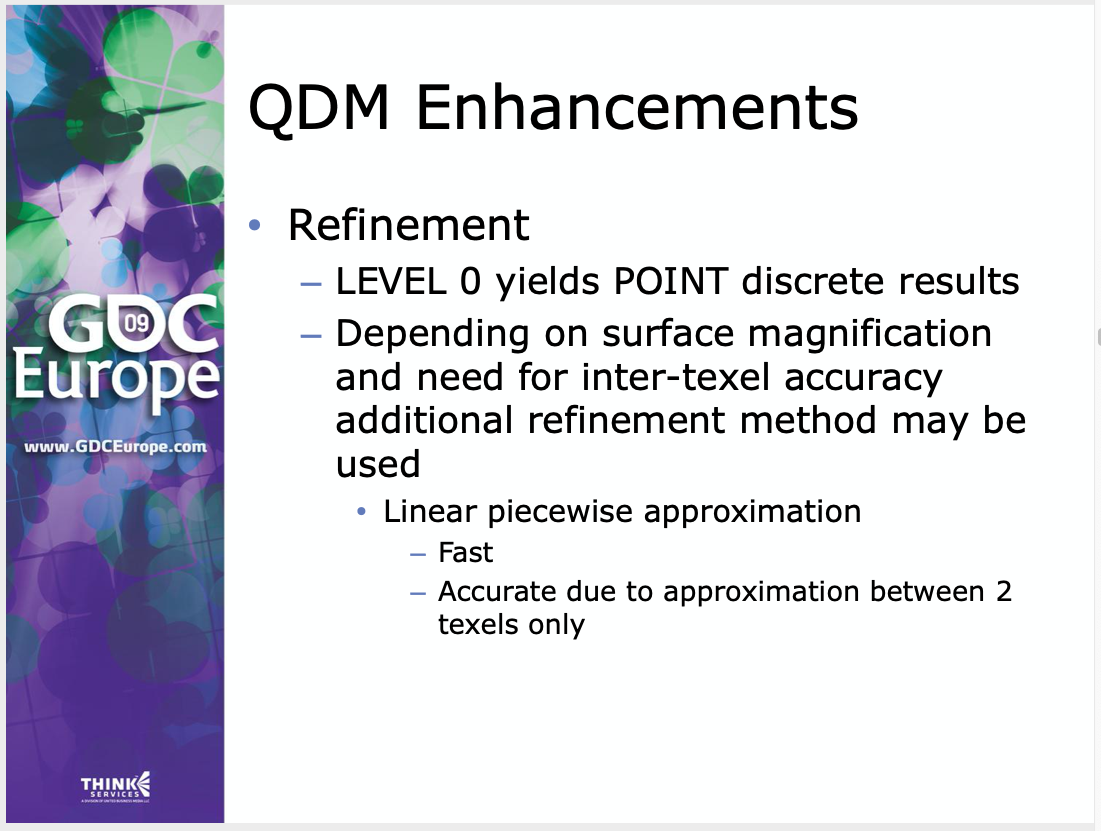 QDM Enhancements
• Refinement
– LEVEL 0 yields POINT discrete results
– Depending on surface magnification
and need for inter-texel accuracy
additional refinement method may be
used
• Linear piecewise approximation
– Fast
– Accurate due to approximation between 2
texels only
GDC
09
Europe
www.GDCEurope.com
THINK
SERVICES
A DIVISION OF UNITED BUSINESS MEDIA LLC